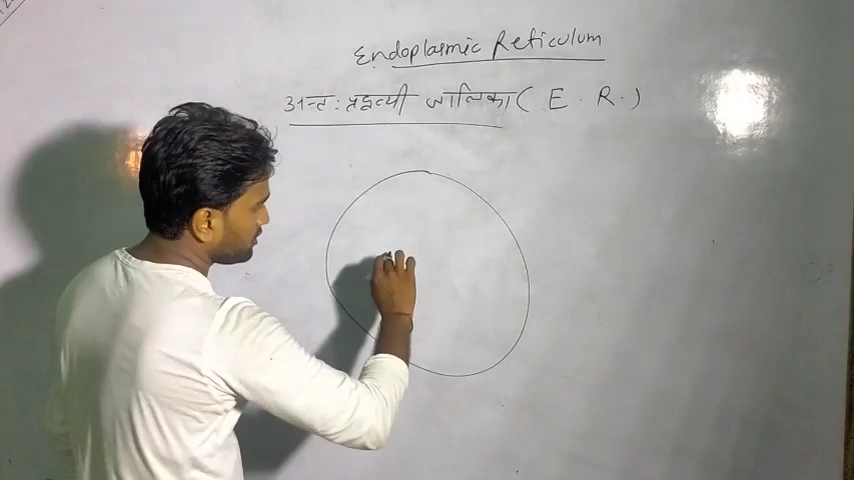 Endoplasmic Reticulum
अन्त: प्रद्रव्यी जालिका ( E . R . )